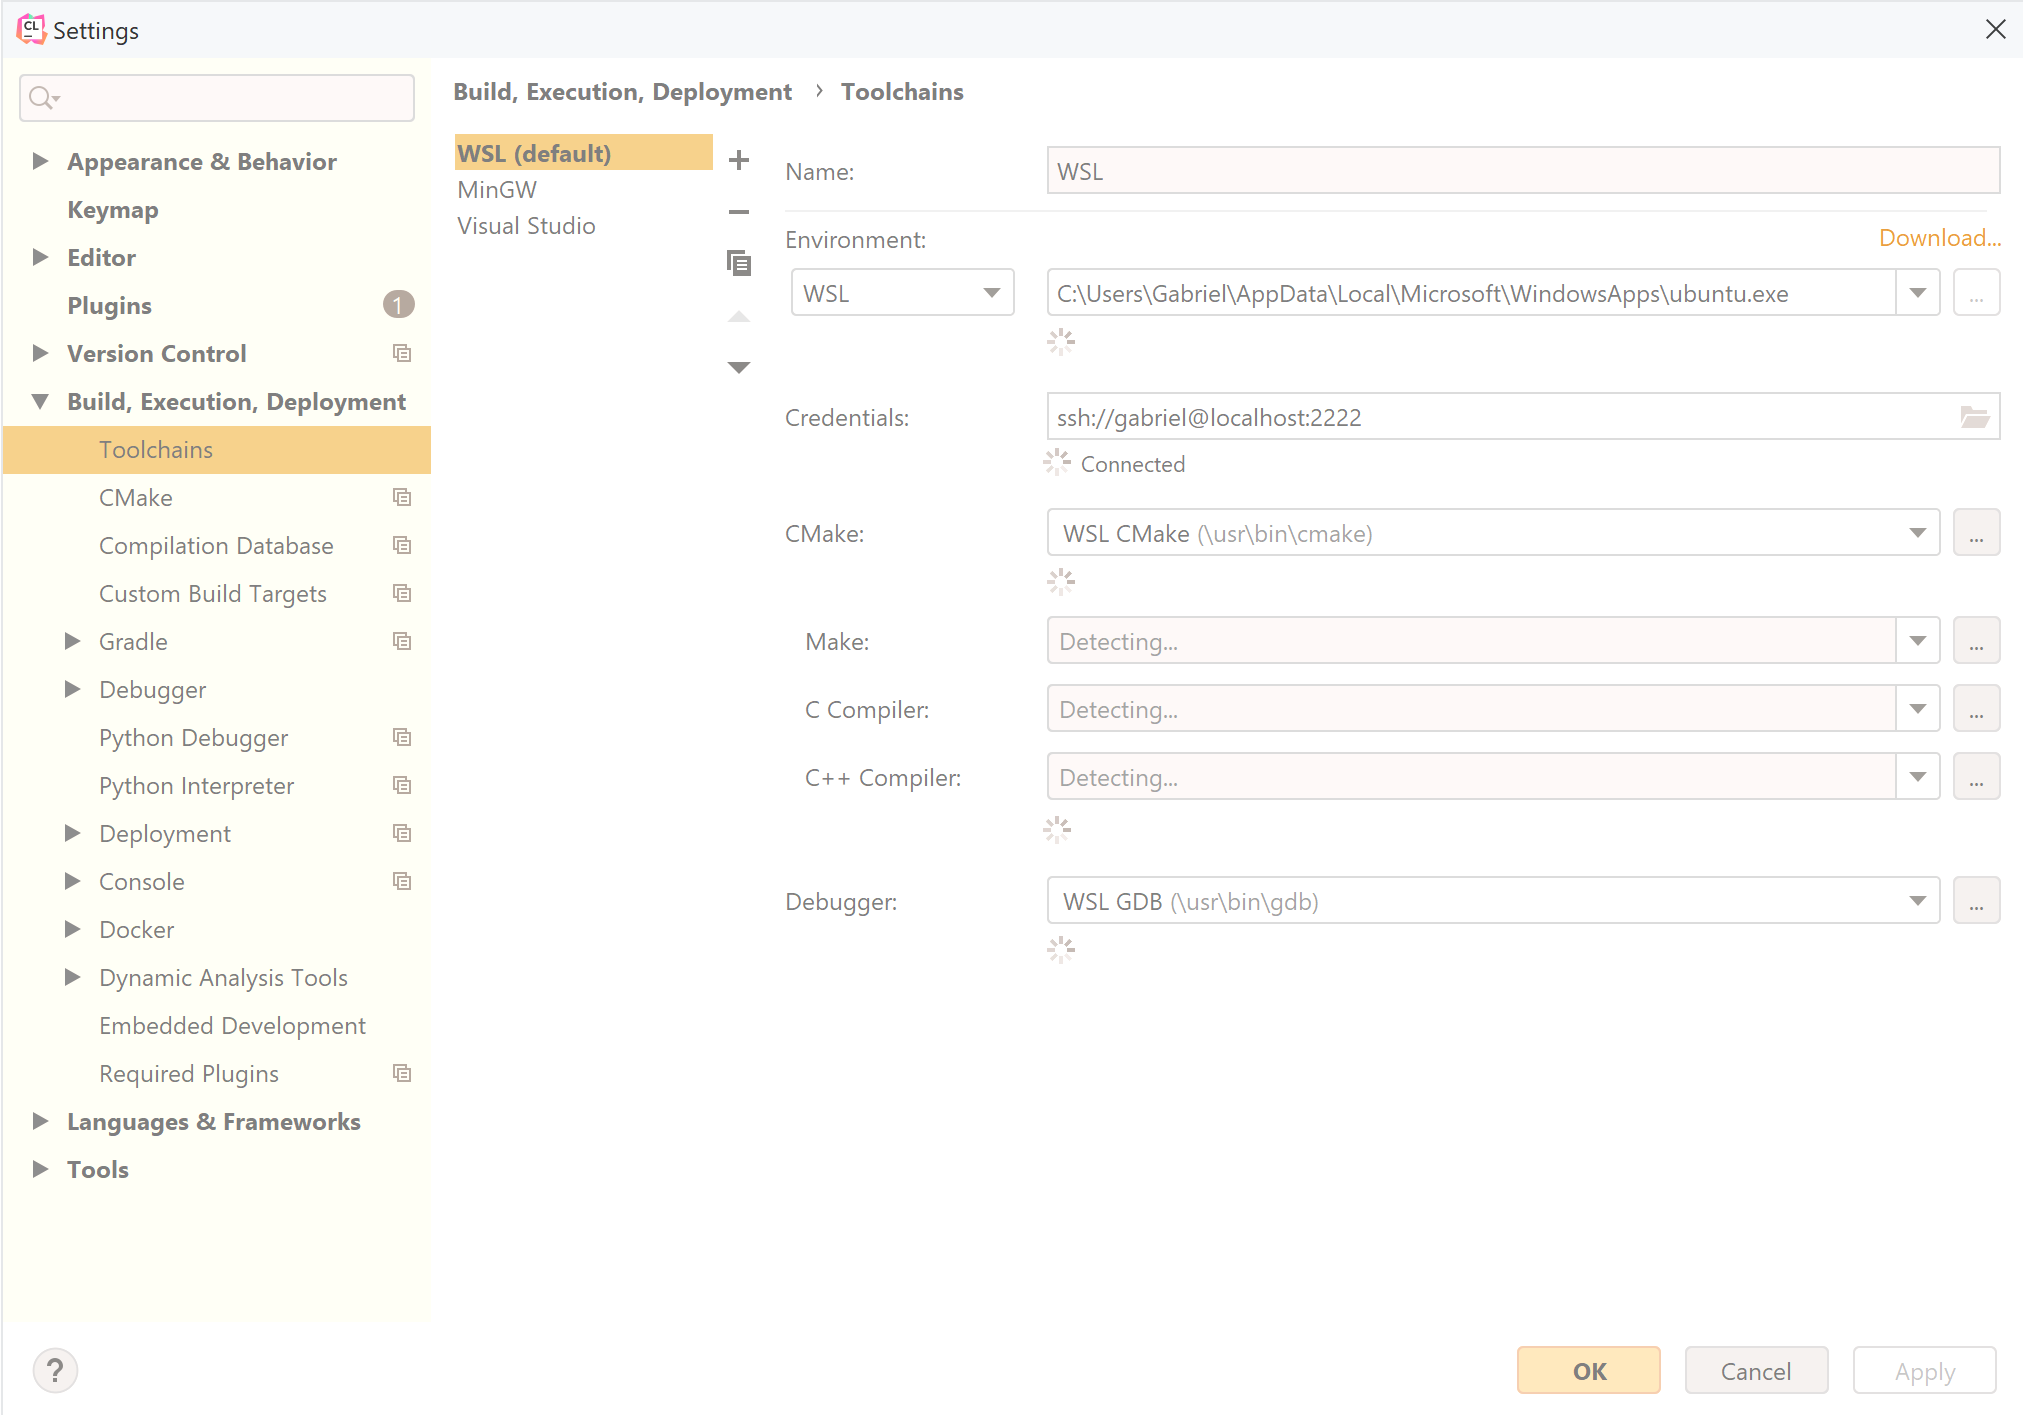 CL
Settings
Appearance & Behavior
Keymap
Editor
Plugins
1
Version Control
Build, Execution, Deployment
Toolchains
CMake
Compilation Database
Custom Build Targets
Gradle
Debugger
Python Debugger
Python Interpreter
Deployment
Console
Docker
Dynamic Analysis Tools
Embedded Development
Required Plugins
Languages & Frameworks
Tools
Build, Execution, Deployment › Toolchains
WSL (default)
MinGW
Visual Studio
Name: WSL
Environment: Download...
WSL C:\Users\Gabriel\AppData\Local\Microsoft\WindowsApps\ubuntu.exe ...
Credentials: ssh://gabriel@localhost:2222
Connected
CMake: WSL CMake (\usr\bin\cmake) ...
Make: Detecting... ...
C Compiler: Detecting... ...
C++ Compiler: Detecting... ...
Debugger: WSL GDB (\usr\bin\gdb) ...
? OK Cancel Apply